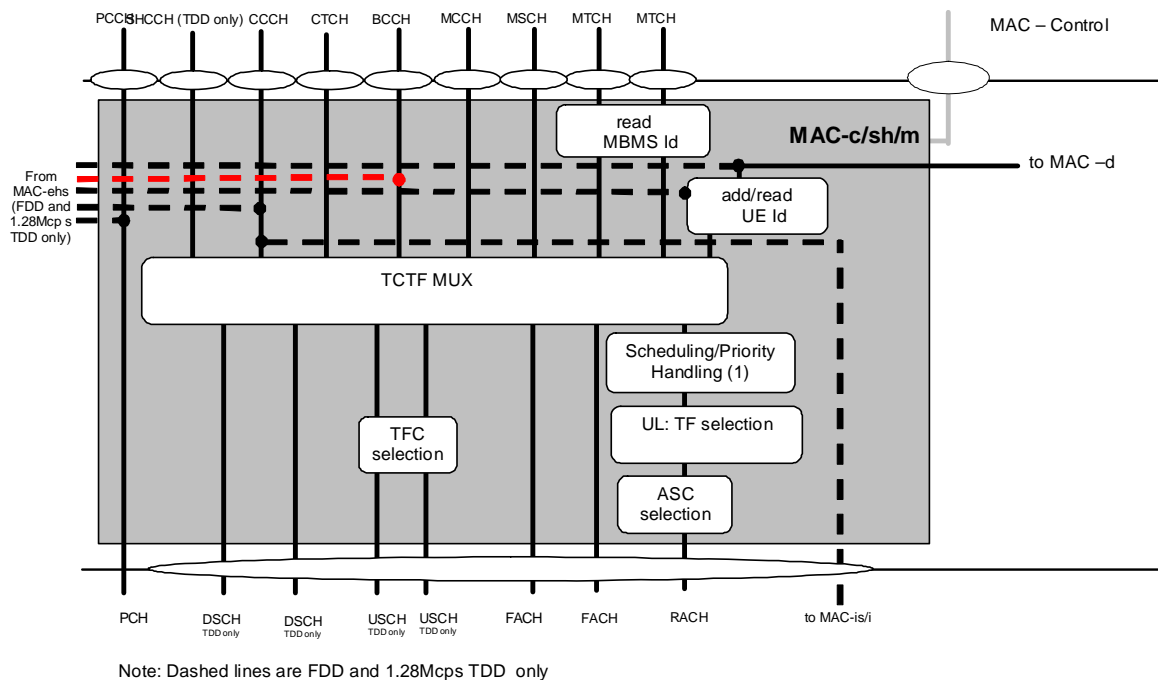 PCCH SHCCH (TDD only) CCCH CTCH BCCH MCCH MSCH MTCH MTCH
MAC – Control
read
MBMS Id
MAC-c/sh/m
From
MAC-ehs
(FDD and
1.28Mcp s
TDD only)
to MAC –d
add/read
UE Id
TCTF MUX
Scheduling/Priority
Handling (1)
UL: TF selection
TFC
selection
ASC
selection
PCH DSCH DSCH USCH USCH FACH FACH RACH to MAC-is/i
TDD only TDD only TDD only TDD only
Note: Dashed lines are FDD and 1.28Mcps TDD only